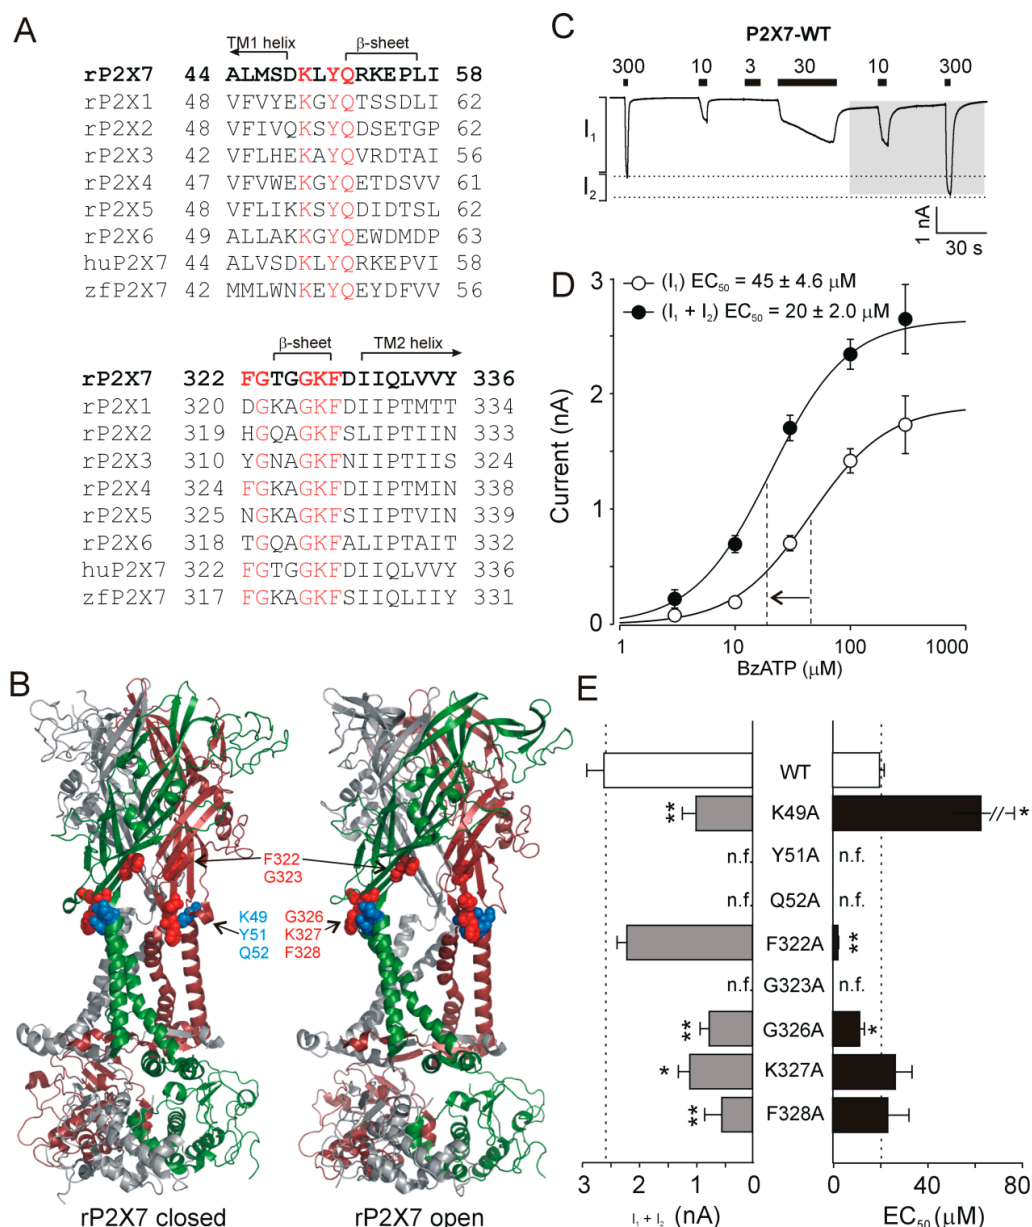 A
TM1 helix β-sheet
rP2X7 44 ALMSDKLYQRKEPLI 58
rP2X1 48 VFVYEKGYQTSSDLI 62
rP2X2 48 VFIVQKSYQDSETGP 62
rP2X3 42 VFLHEKAYQVRDTAI 56
rP2X4 47 VFVWEKGYQETDSVV 61
rP2X5 48 VFLIKKSYQDIDTSL 62
rP2X6 49 ALLAKKGYQEWDMDP 63
huP2X7 44 ALVSDKLYQRKEPVI 58
zfP2X7 42 MMLWNKEYQEYDFVV 56
β-sheet TM2 helix
rP2X7 322 FGTGGKFDIIQLVVY 336
rP2X1 320 DGKAGKFDIIPTMTT 334
rP2X2 319 HGQAGKFSLIPTIIN 333
rP2X3 310 YGNAGKFNIIPTIIS 324
rP2X4 324 FGKAGKFDIIPTMIN 338
rP2X5 325 NGKAGKFSIIPTVIN 339
rP2X6 318 TGQAGKFALIPTAIT 332
huP2X7 322 FGTGGKFDIIQLVVY 336
zfP2X7 317 FGKAGKFSIIQLIIY 331
B
F322
G323
K49 G326
Y51 K327
Q52 F328
rP2X7 closed rP2X7 open
C
P2X7-WT
300 10 3 30 10 300
I1
I2
1 nA
30 s
D
(I1) EC50 = 45 ± 4.6 μM
(I1 + I2) EC50 = 20 ± 2.0 μM
Current (nA)
3
2
1
0
1 10 100 1000
BzATP (μM)
E
WT
** K49A // *
n.f. Y51A n.f.
n.f. Q52A n.f.
F322A **
n.f. G323A n.f.
** G326A *
* K327A
** F328A
3 2 1 0 0 40 80
I1 + I2 (nA) EC50 (μM)